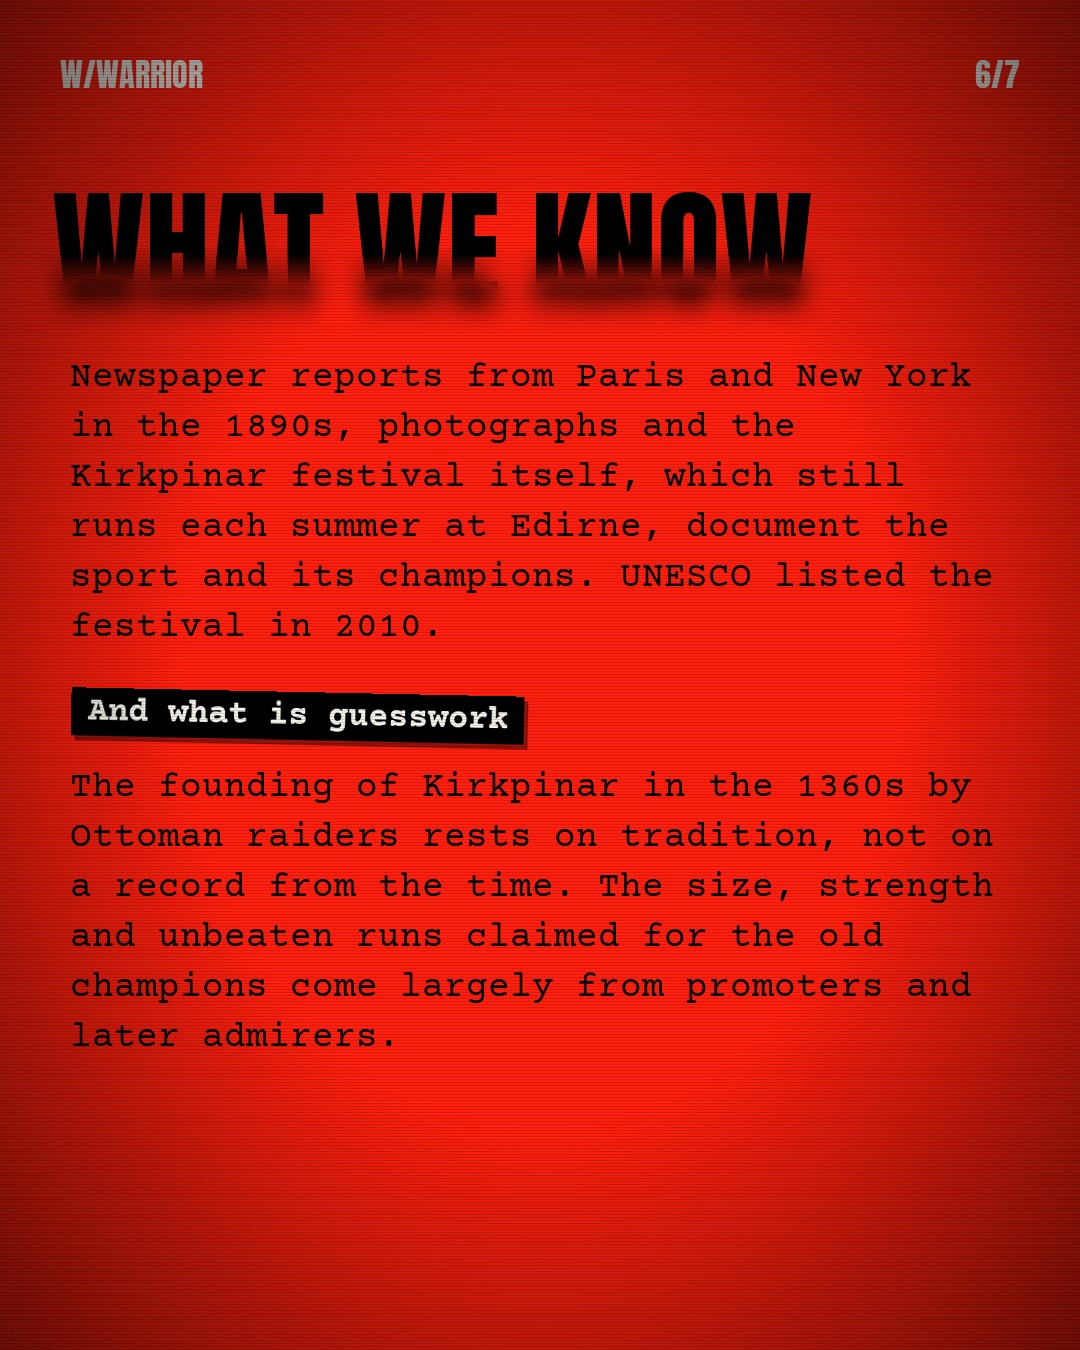 W/WARRIOR
6/7
WHAT WE KNOW
Newspaper reports from Paris and New York
in the 1890s, photographs and the
Kirkpinar festival itself, which still
runs each summer at Edirne, document the
sport and its champions. UNESCO listed the
festival in 2010.
And what is guesswork
The founding of Kirkpinar in the 1360s by
Ottoman raiders rests on tradition, not on
a record from the time. The size, strength
and unbeaten runs claimed for the old
champions come largely from promoters and
later admirers.